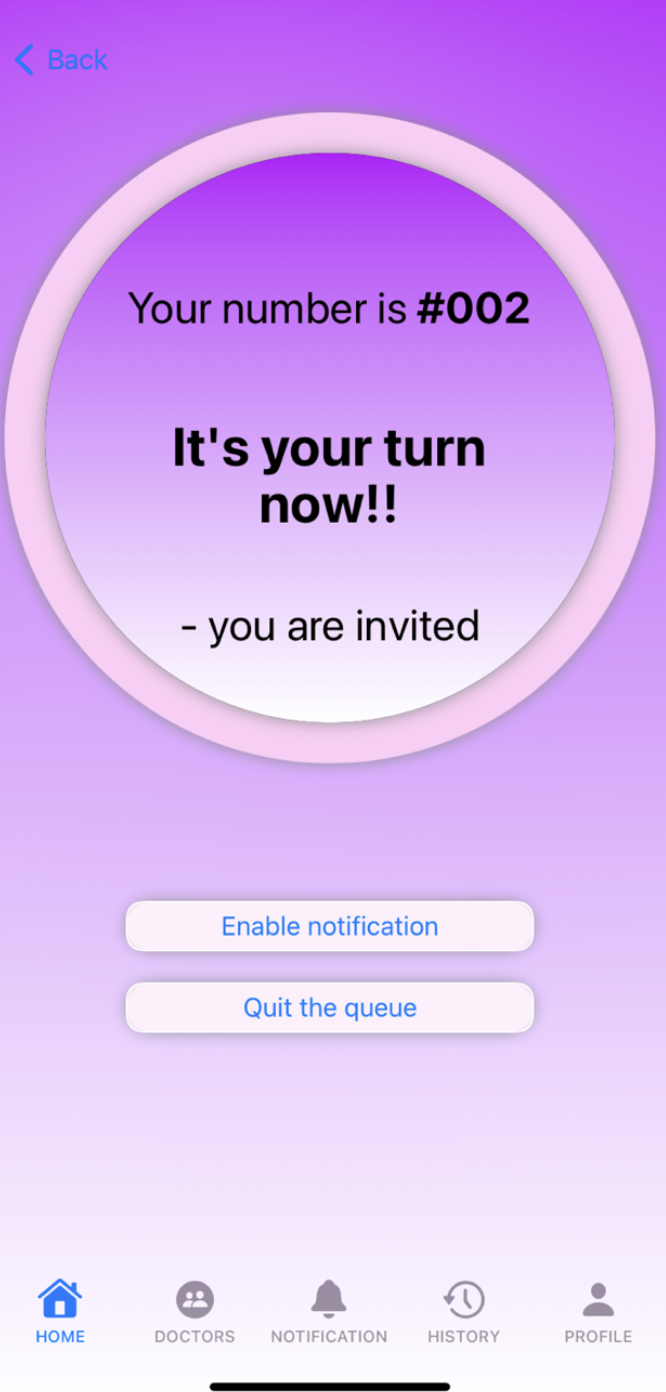 Back
Your number is #002
It's your turn
now!!
- you are invited
Enable notification
Quit the queue
HOME
DOCTORS
NOTIFICATION
HISTORY
PROFILE